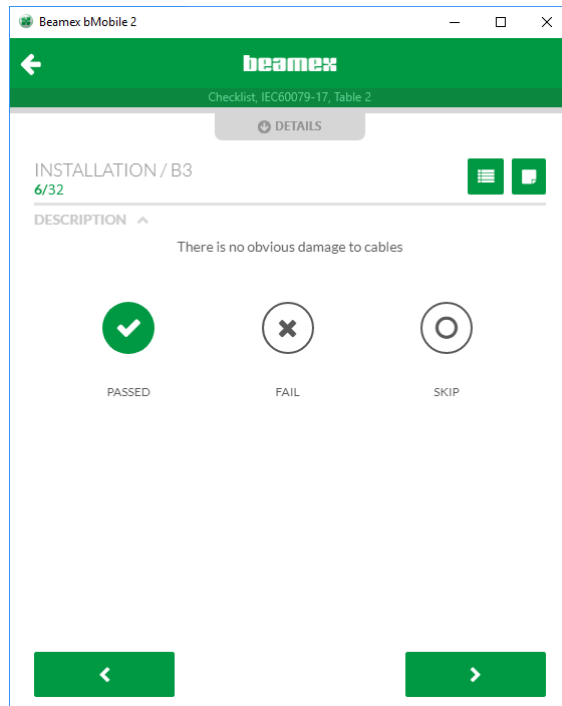 Beamex bMobile 2
beamex
Checklist, IEC60079-17, Table 2
DETAILS
INSTALLATION / B3
6/32
DESCRIPTION
There is no obvious damage to cables
PASSED FAIL SKIP